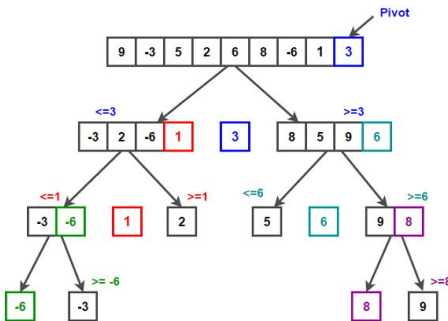 Pivot
9 -3 5 2 6 8 -6 1 3
<=3 >=3
-3 2 -6 1 3 8 5 9 6
<=1 >=1 <=6 >=6
-3 -6 1 2 5 6 9 8
>= -6 >=8
-6 -3 8 9